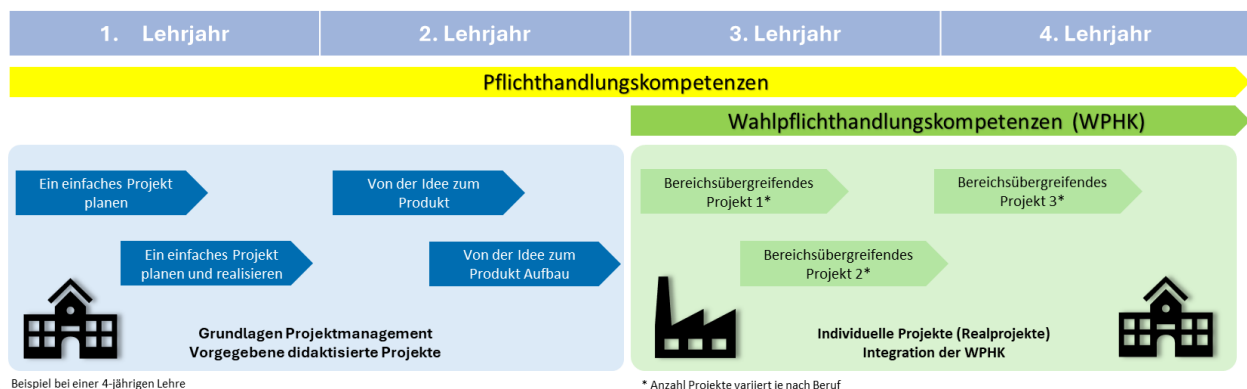 1. Lehrjahr
2. Lehrjahr
3. Lehrjahr
4. Lehrjahr
Pflichthandlungskompetenzen
Wahlpflichthandlungskompetenzen (WPHK)
Ein einfaches Projekt
planen
Von der Idee zum
Produkt
Ein einfaches Projekt
planen und realisieren
Von der Idee zum
Produkt Aufbau
Grundlagen Projektmanagement
Vorgegebene didaktisierte Projekte
Bereichsübergreifendes
Projekt 1*
Bereichsübergreifendes
Projekt 3*
Bereichsübergreifendes
Projekt 2*
Individuelle Projekte (Realprojekte)
Integration der WPHK
Beispiel bei einer 4-jährigen Lehre
* Anzahl Projekte variiert je nach Beruf